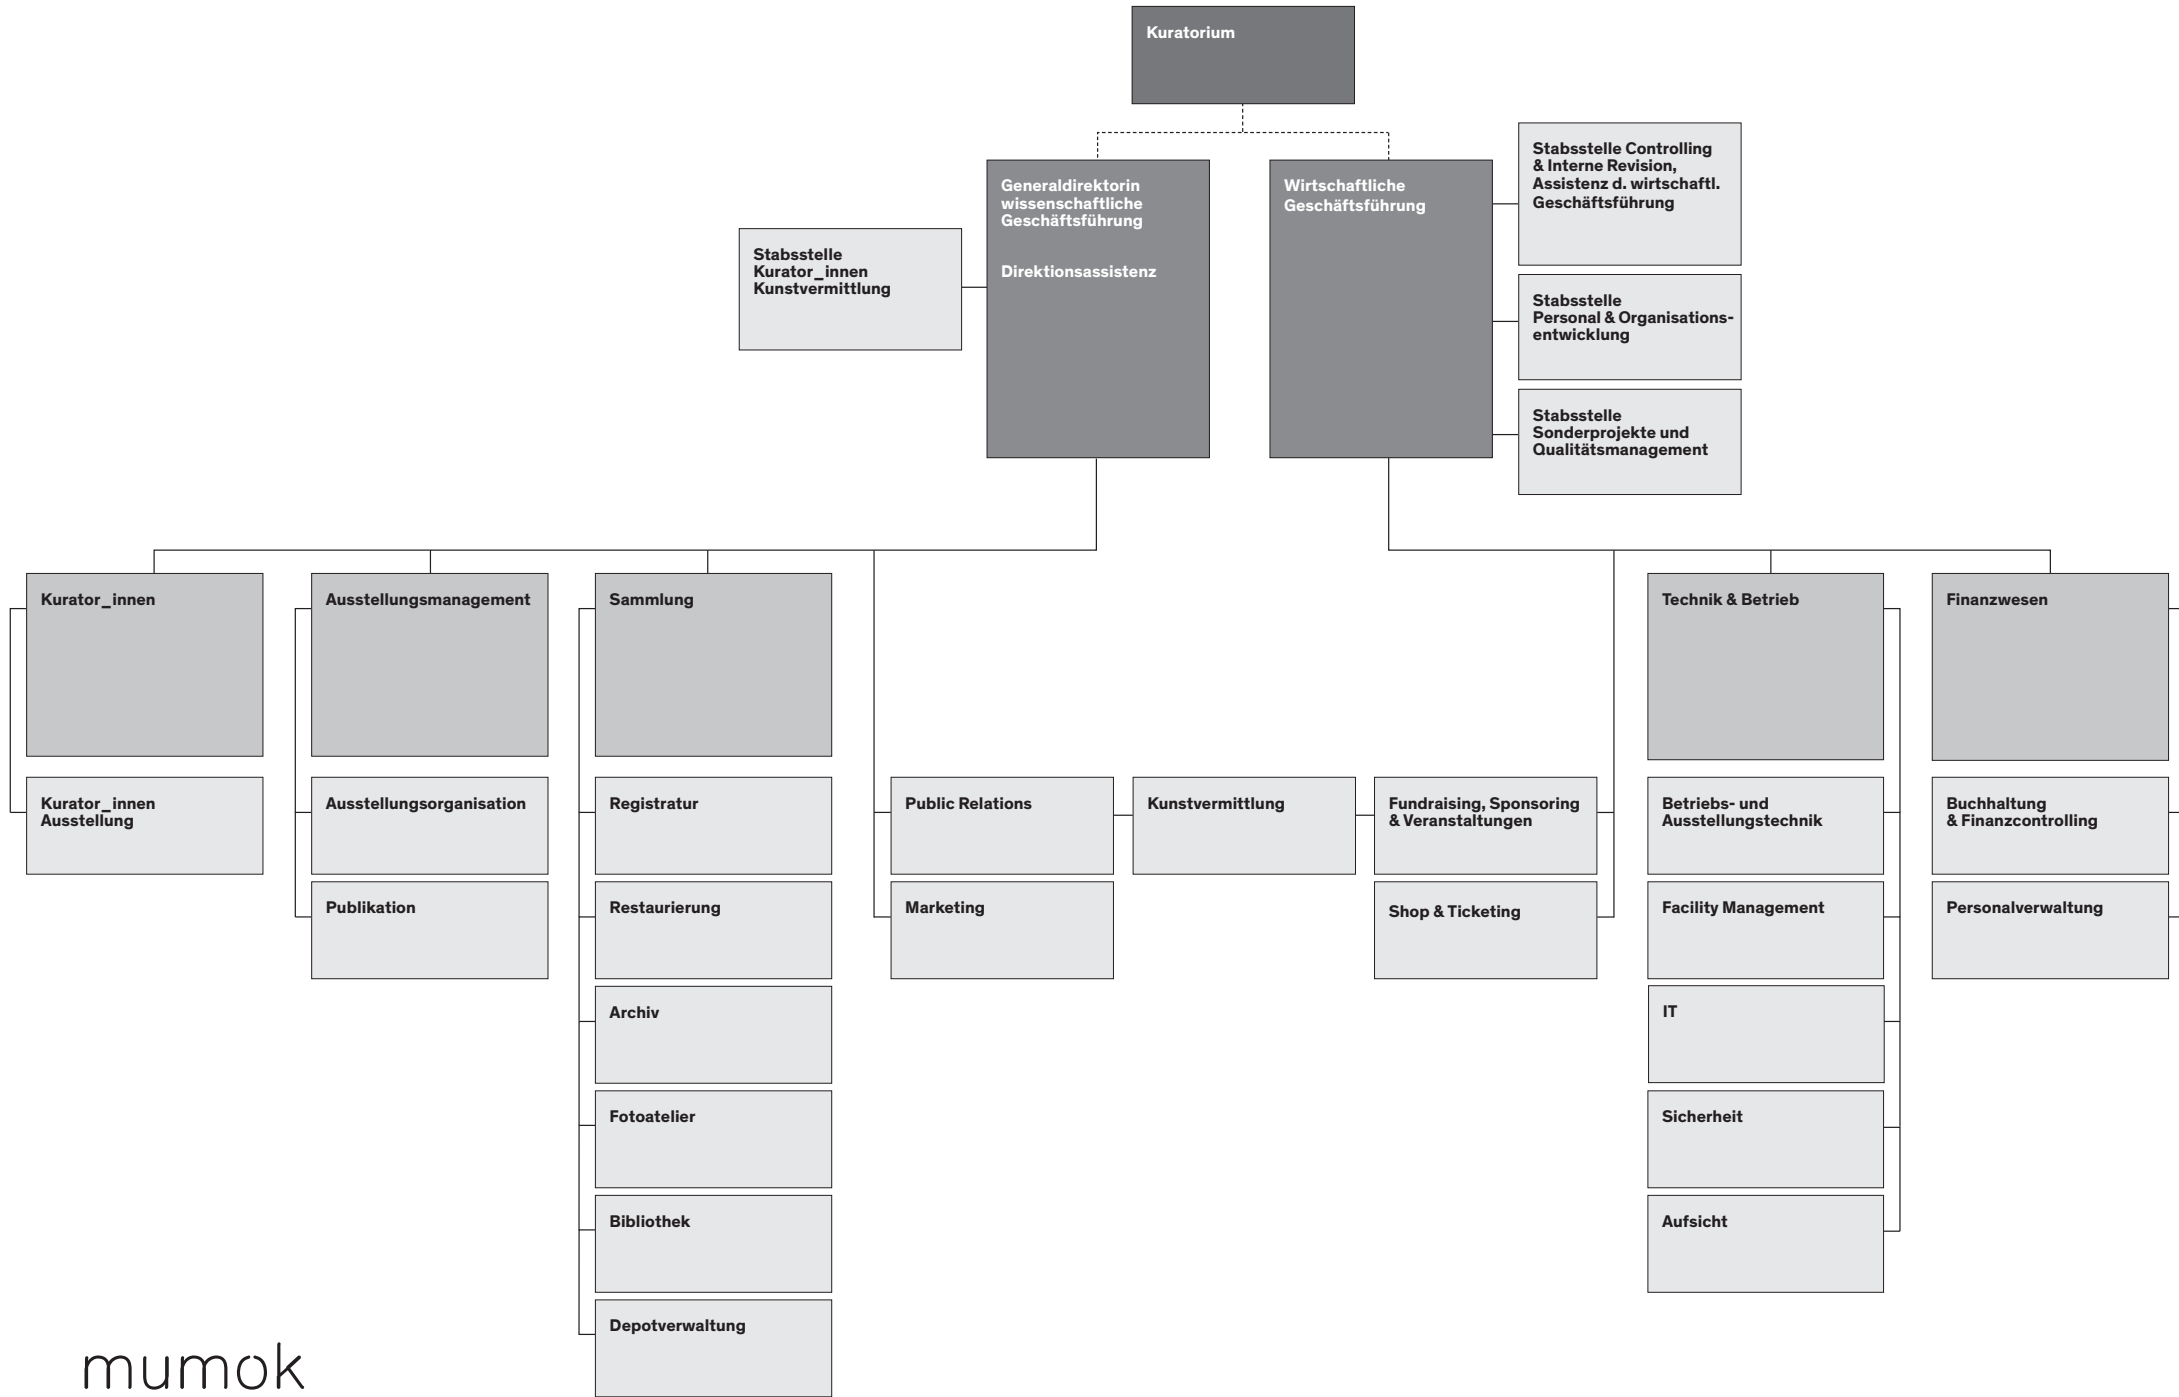 Kuratorium
Generaldirektorin
wissenschaftliche
Geschäftsführung
Direktionsassistenz
Wirtschaftliche
Geschäftsführung
Stabsstelle Controlling
& Interne Revision,
Assistenz d. wirtschaftl.
Geschäftsführung
Stabsstelle
Kurator_innen
Kunstvermittlung
Stabsstelle
Personal & Organisations-
entwicklung
Stabsstelle
Sonderprojekte und
Qualitätsmanagement
Kurator_innen
Ausstellungsmanagement
Sammlung
Technik & Betrieb
Finanzwesen
Kurator_innen
Ausstellung
Ausstellungsorganisation
Registratur
Public Relations
Kunstvermittlung
Fundraising, Sponsoring
& Veranstaltungen
Betriebs- und
Ausstellungstechnik
Buchhaltung
& Finanzcontrolling
Publikation
Restaurierung
Marketing
Shop & Ticketing
Facility Management
Personalverwaltung
Archiv
IT
Fotoatelier
Sicherheit
Bibliothek
Aufsicht
Depotverwaltung
mumok